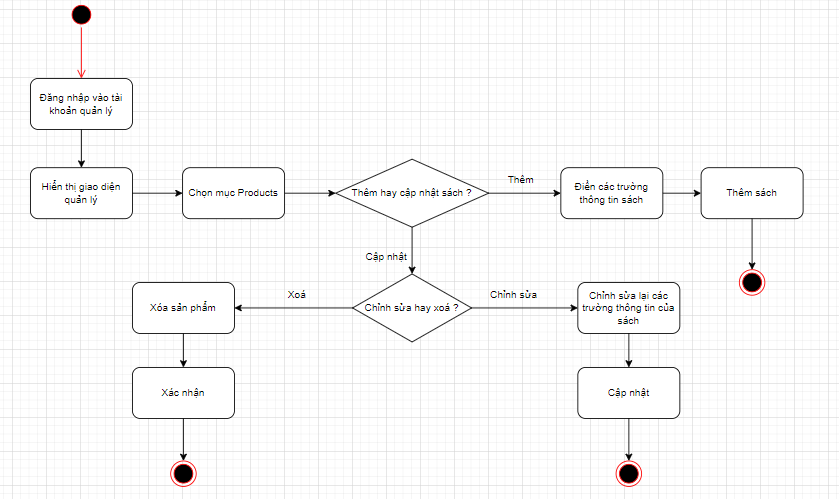 Đăng nhập vào tài
khoản quản lý
Hiển thị giao diện
quản lý
Chọn mục Products
Thêm hay cập nhật sách ?
Thêm
Điền các trường
thông tin sách
Thêm sách
Cập nhật
Xóa sản phẩm
Xoá
Chỉnh sửa hay xoá ?
Chỉnh sửa
Chỉnh sửa lại các
trường thông tin của
sách
Xác nhận
Cập nhật